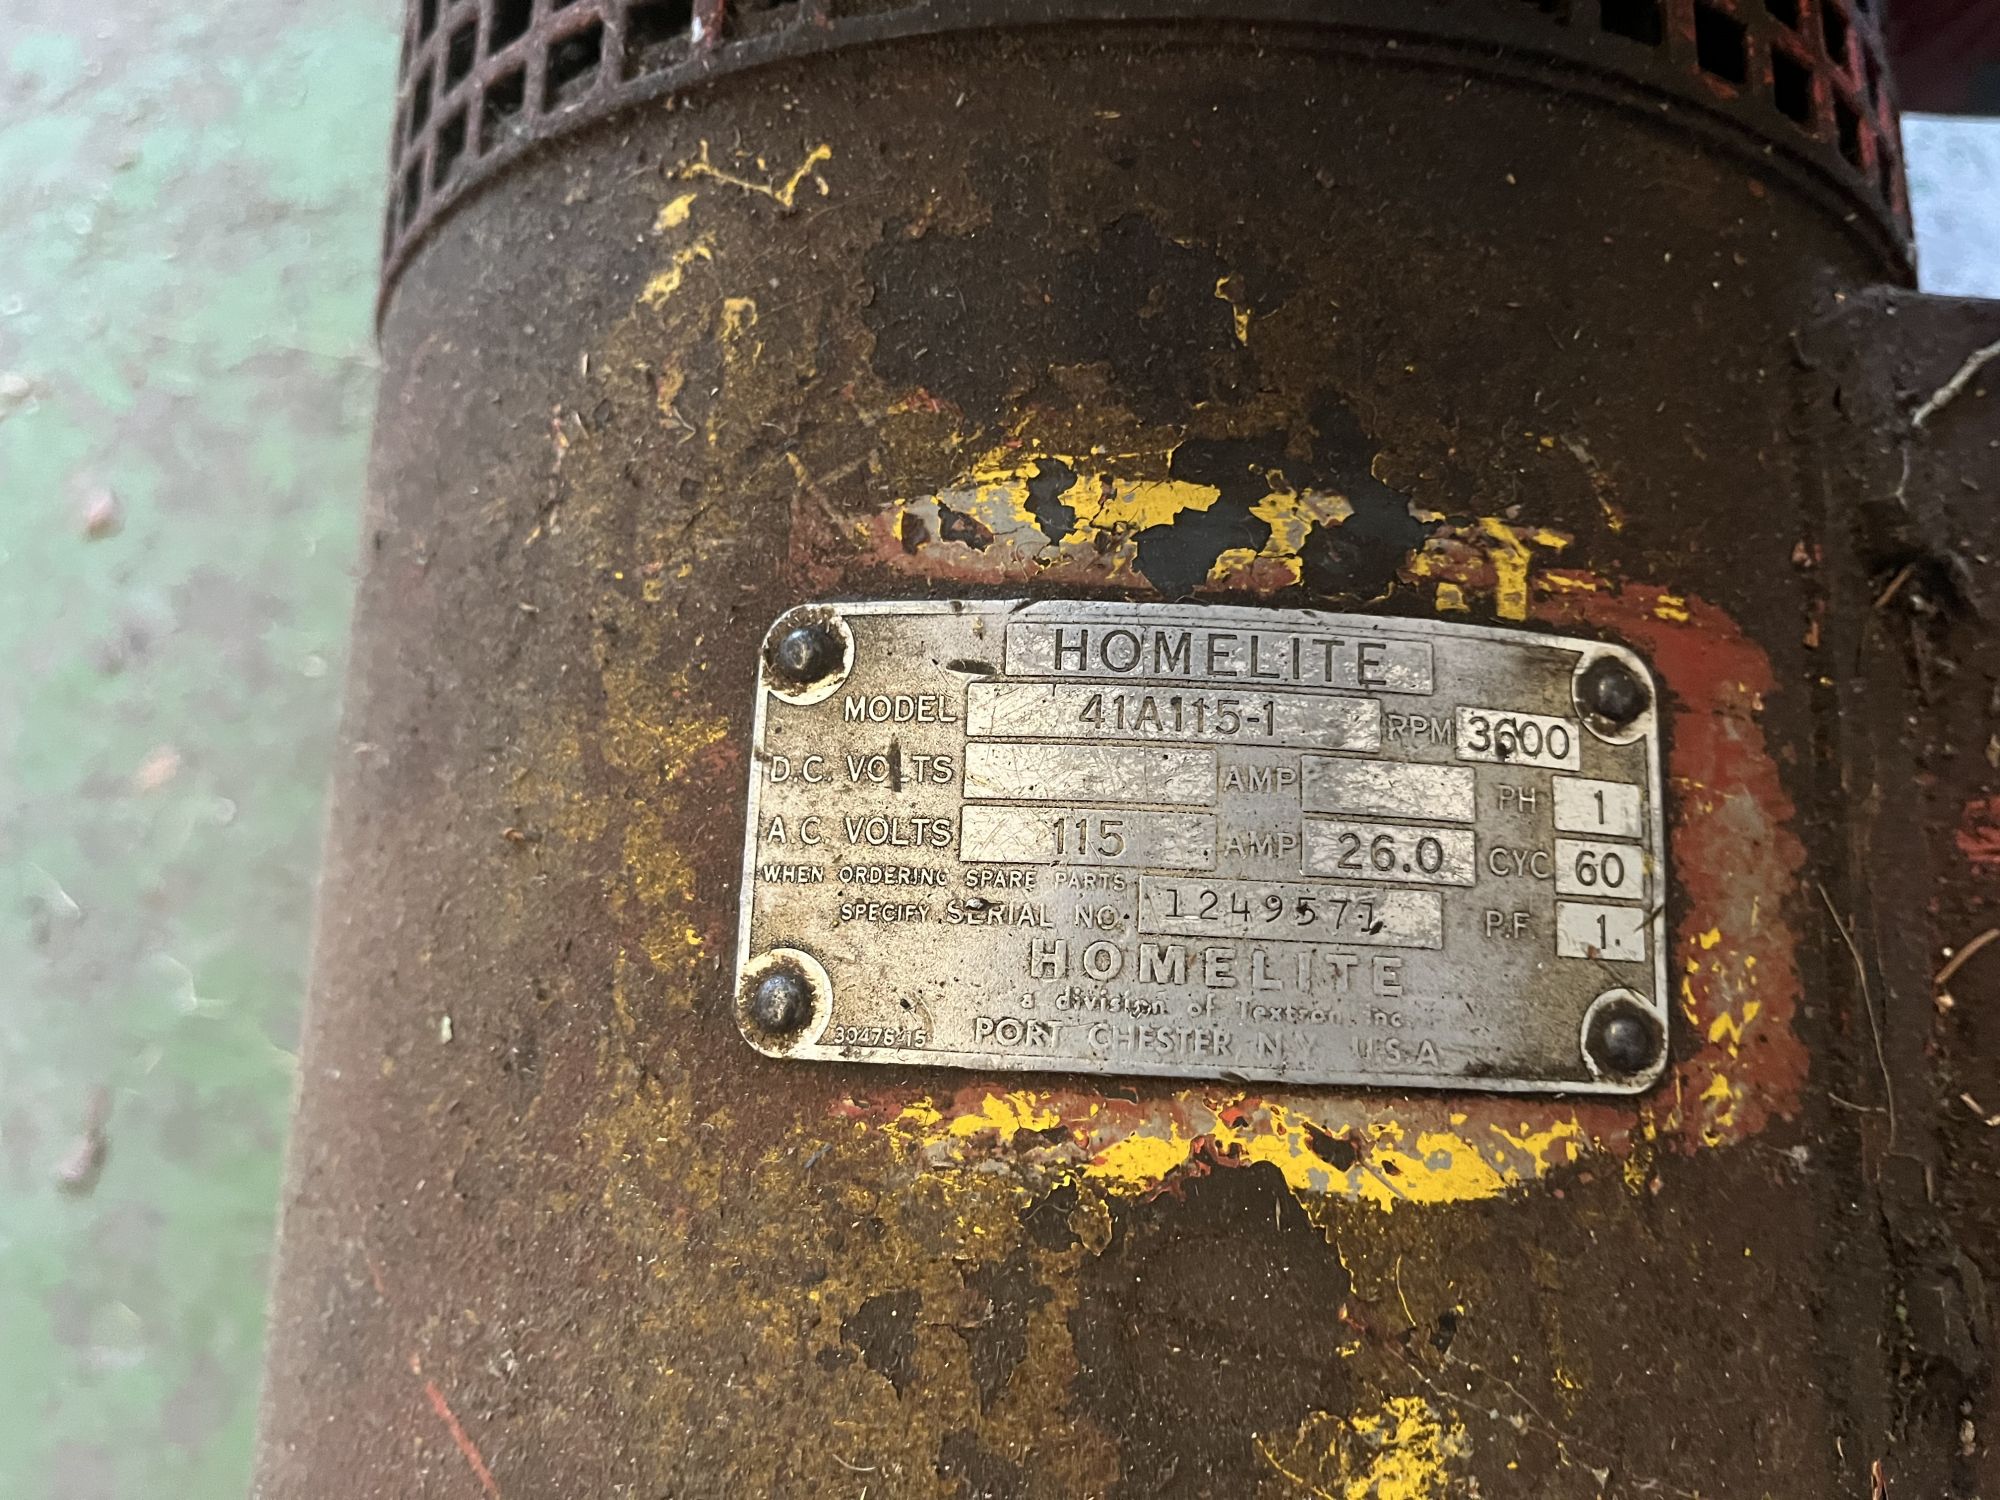 HOMELITE
MODEL 41A115-1 RPM 3600
D.C. VOLTS AMP PH 1
A.C. VOLTS 115 AMP 26.0 CYC 60
WHEN ORDERING SPARE PARTS
SPECIFY SERIAL NO. 1249571 P.F. 1.
HOMELITE
a division of Textron inc.
30476-15 PORT CHESTER, N.Y. U.S.A.